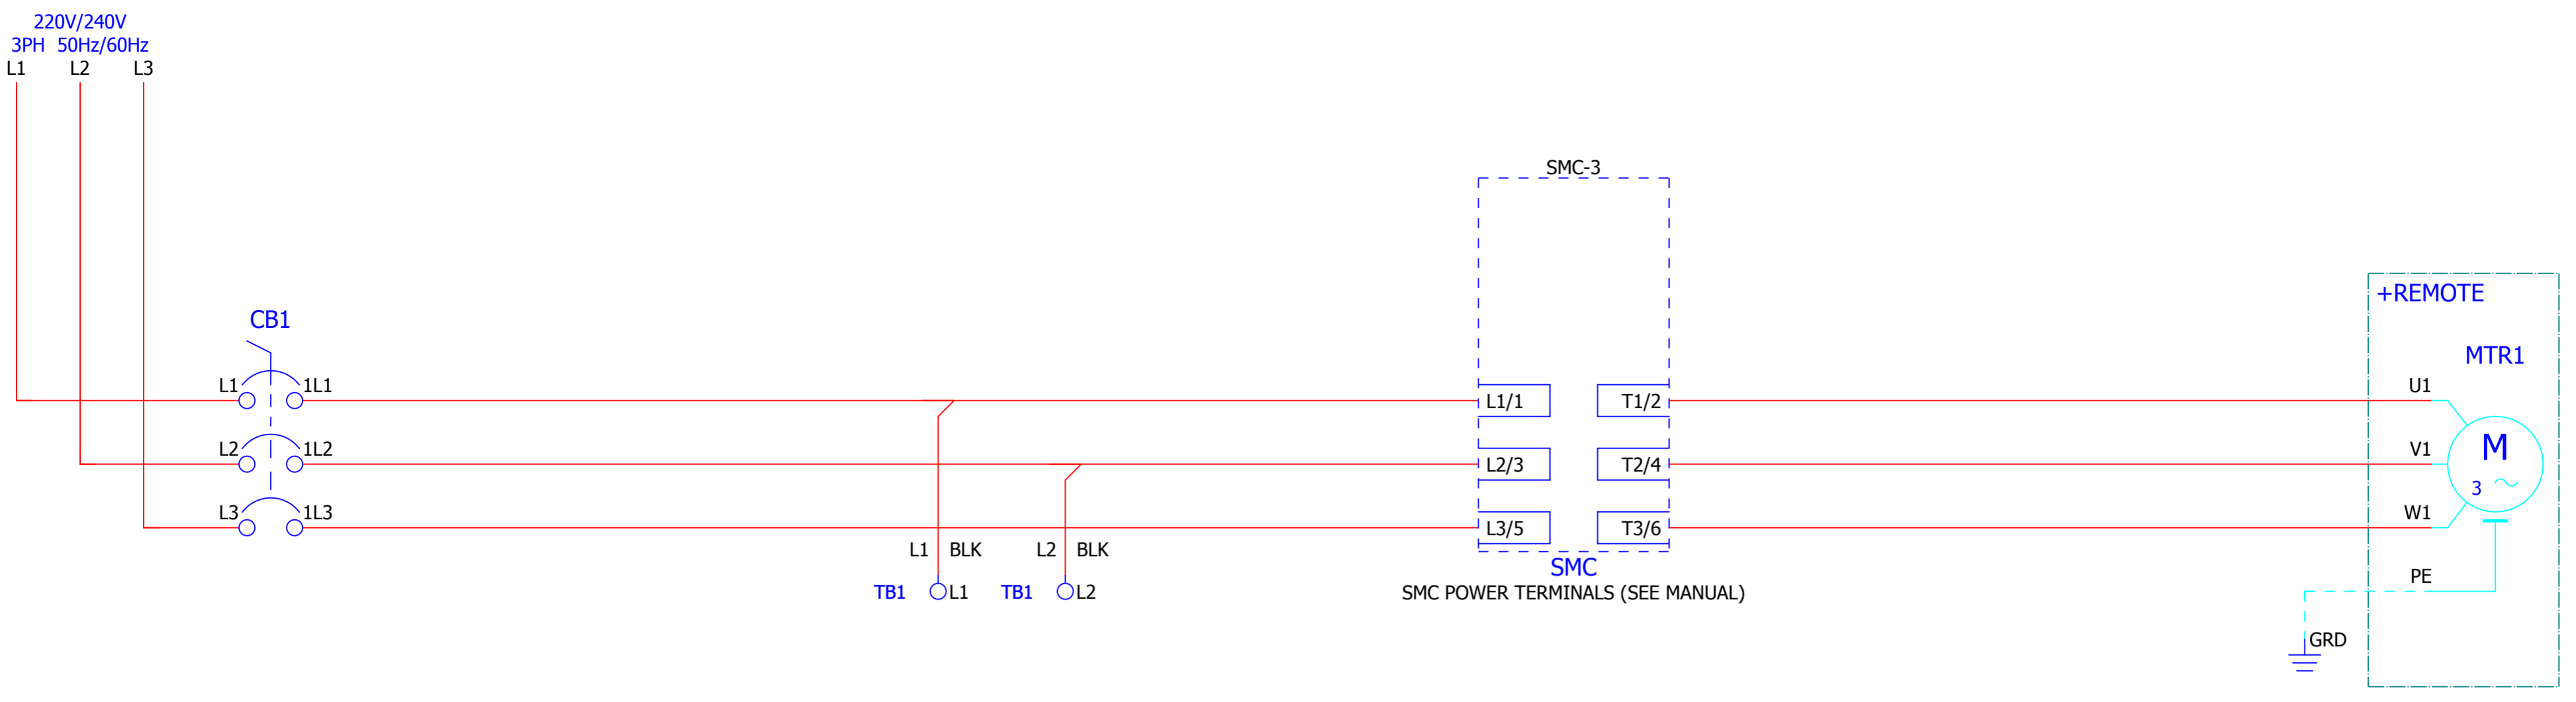 220V/240V
3PH 50Hz/60Hz
L1 L2 L3
SMC-3
+REMOTE
CB1
MTR1
L1 1L1
U1
L1/1 T1/2
L2 1L2
V1
M
L2/3 T2/4
3
L3 1L3
W1
L3/5 T3/6
L1 BLK L2 BLK
SMC
PE
TB1 L1 TB1 L2
SMC POWER TERMINALS (SEE MANUAL)
GRD